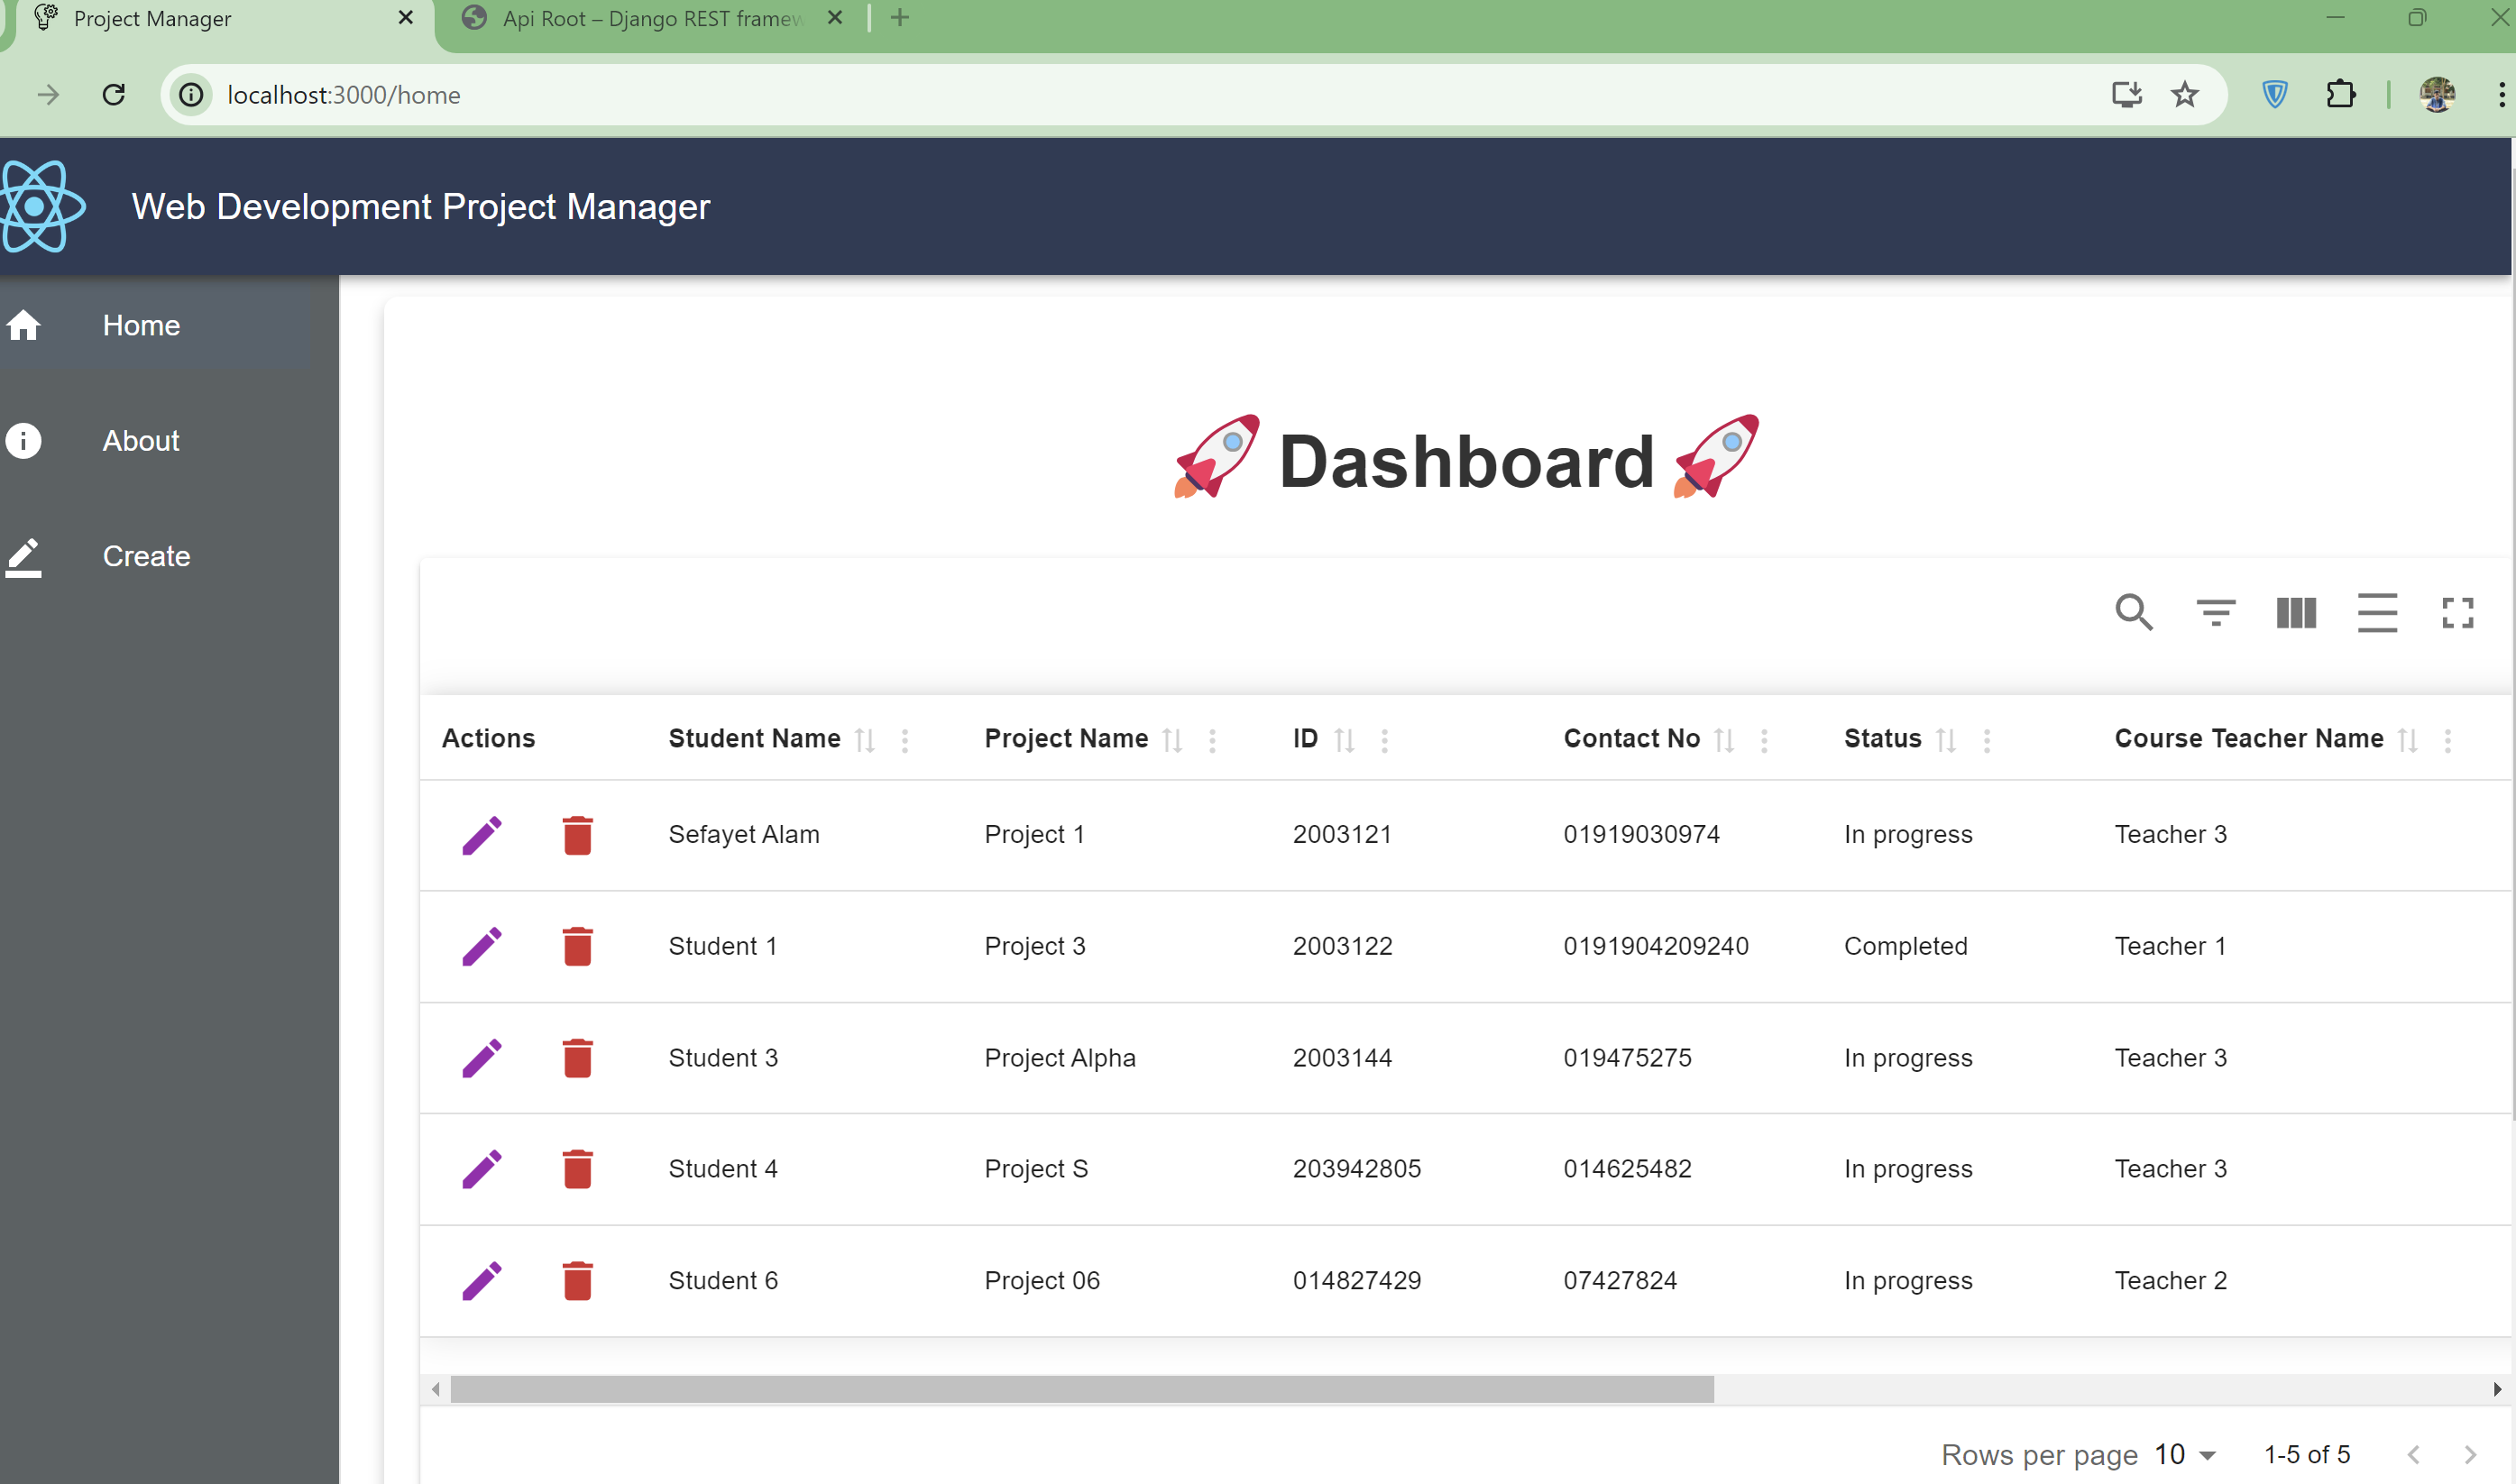 Project Manager
Api Root – Django REST framew
localhost:3000/home
Web Development Project Manager
Home
About
Create
🚀 Dashboard 🚀
Actions Student Name Project Name ID Contact No Status Course Teacher Name
Sefayet Alam Project 1 2003121 01919030974 In progress Teacher 3
Student 1 Project 3 2003122 0191904209240 Completed Teacher 1
Student 3 Project Alpha 2003144 019475275 In progress Teacher 3
Student 4 Project S 203942805 014625482 In progress Teacher 3
Student 6 Project 06 014827429 07427824 In progress Teacher 2
Rows per page 10 1-5 of 5